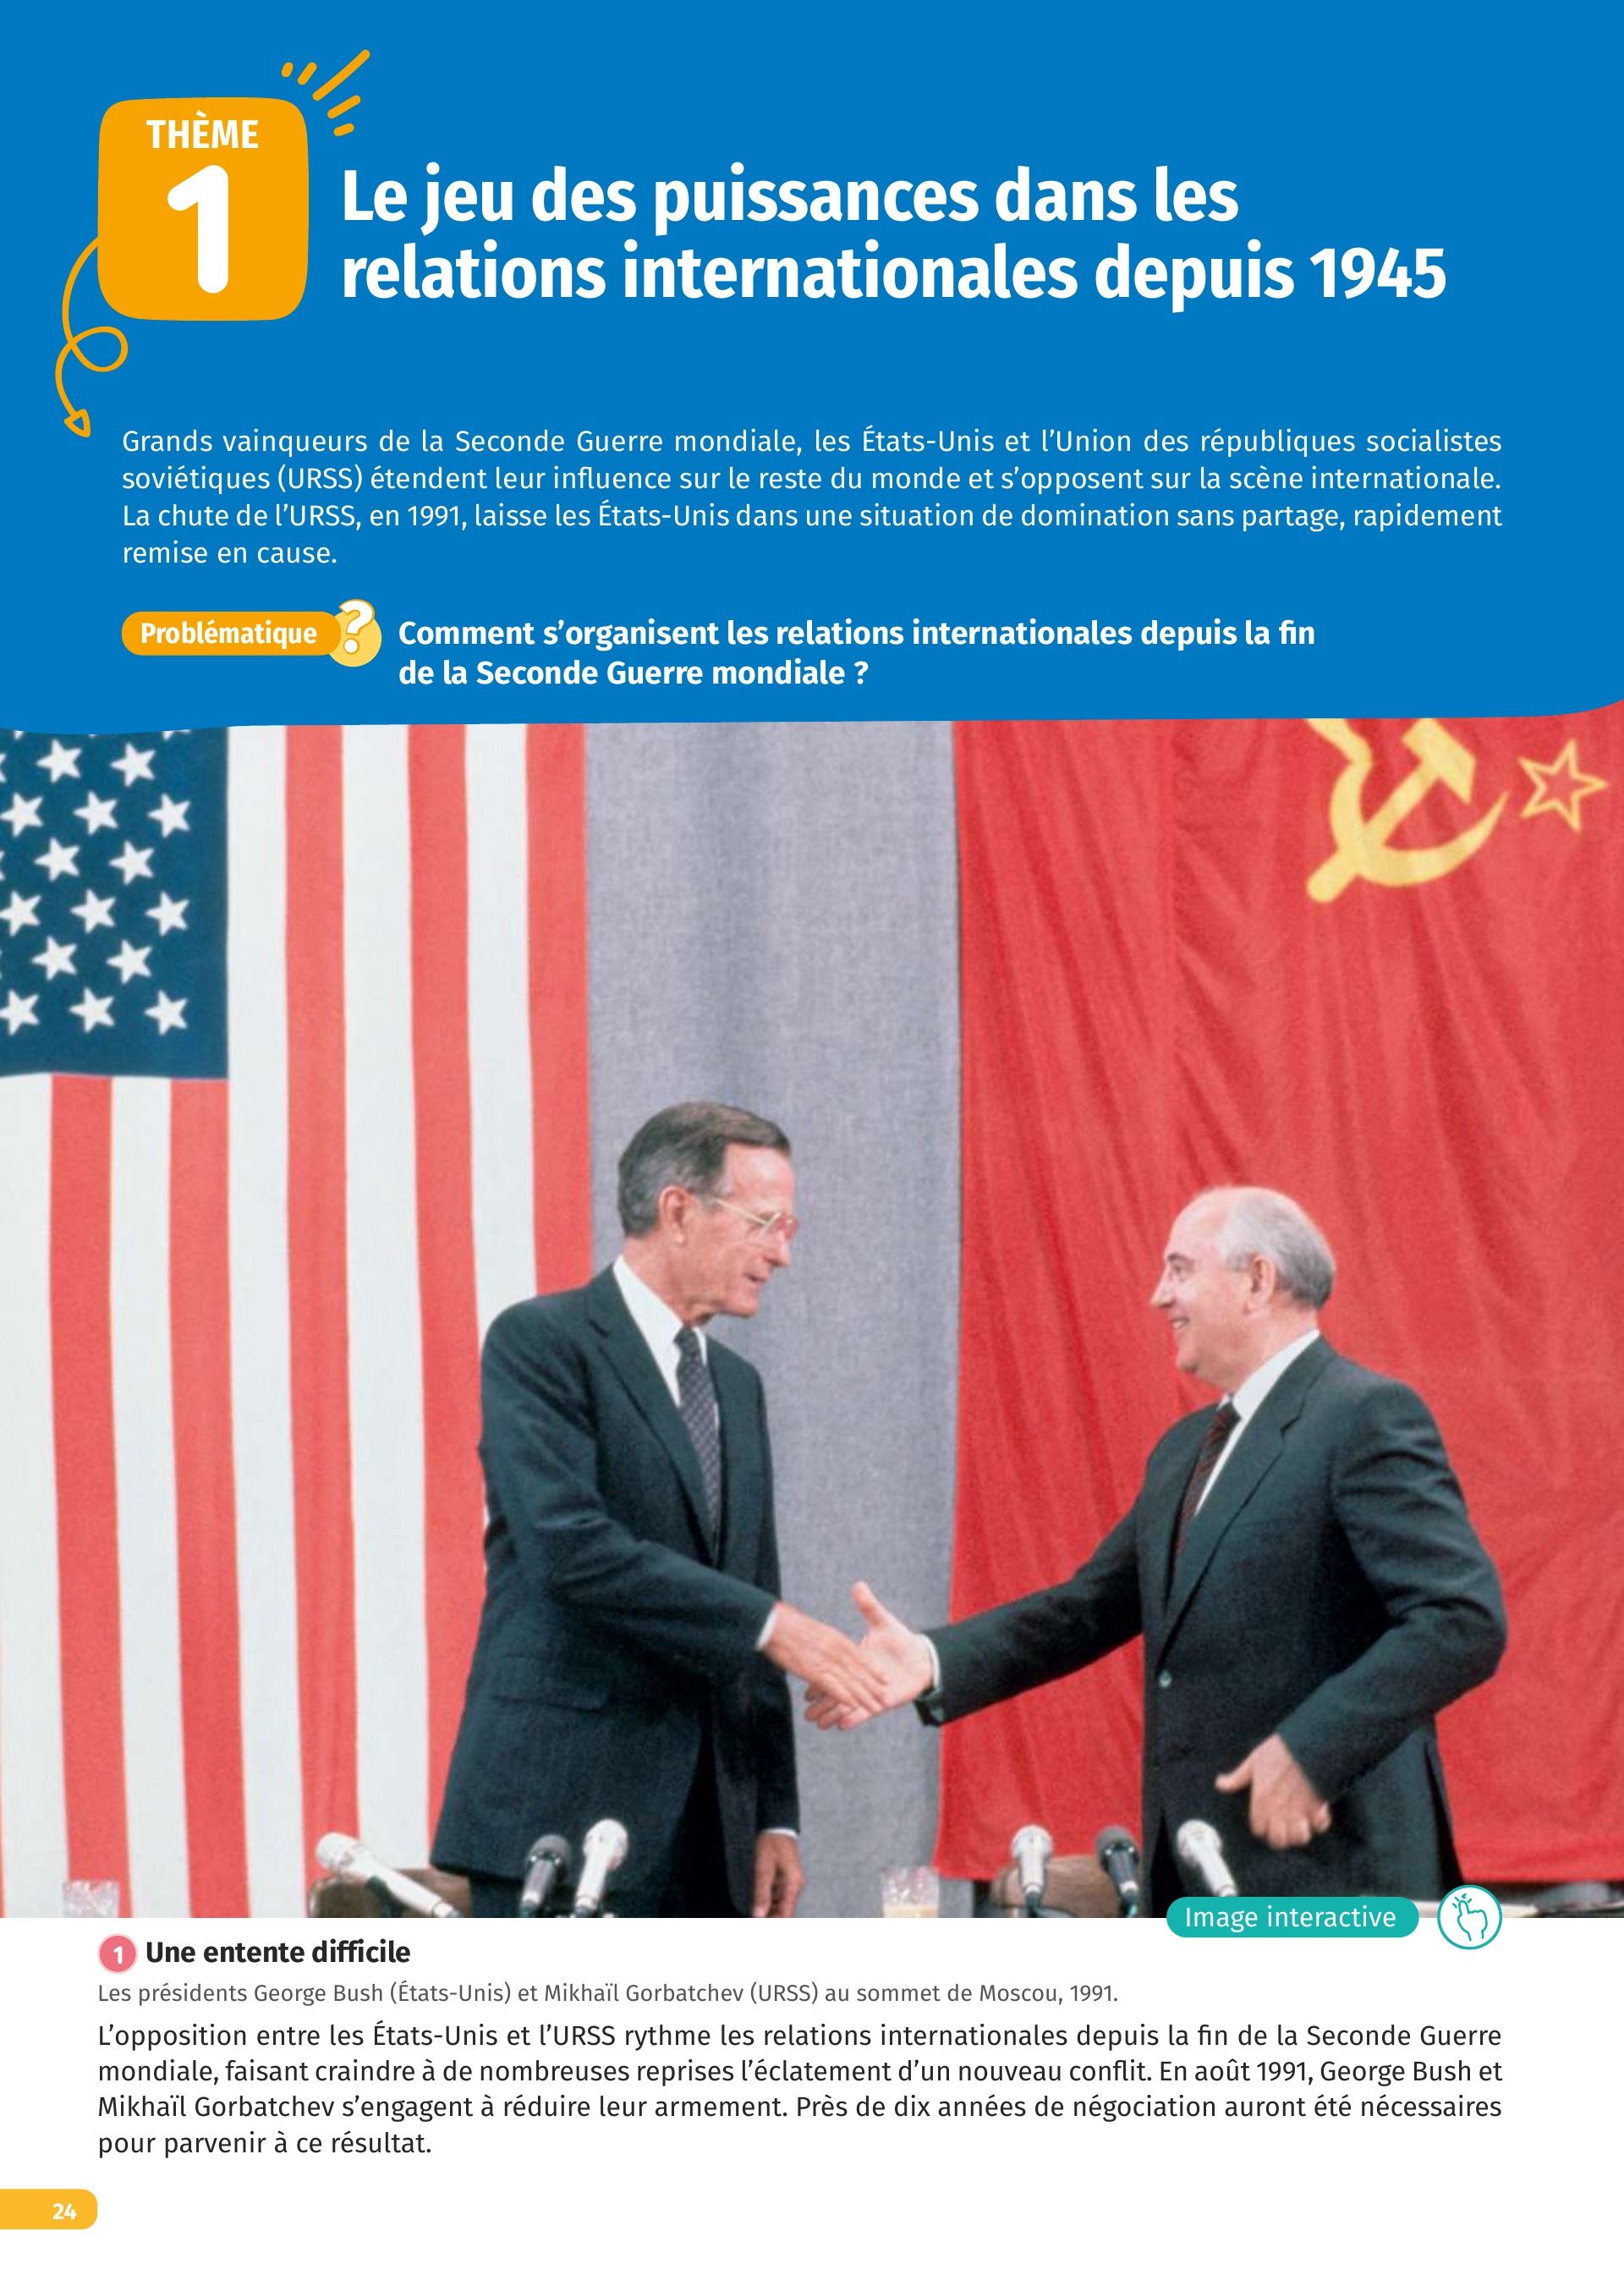 THÈME
1
Le jeu des puissances dans les
relations internationales depuis 1945
Grands vainqueurs de la Seconde Guerre mondiale, les États-Unis et l’Union des républiques socialistes
soviétiques (URSS) étendent leur influence sur le reste du monde et s’opposent sur la scène internationale.
La chute de l’URSS, en 1991, laisse les États-Unis dans une situation de domination sans partage, rapidement
remise en cause.
Problématique ?
Comment s’organisent les relations internationales depuis la fin
de la Seconde Guerre mondiale ?
Image interactive
1 Une entente difficile
Les présidents George Bush (États-Unis) et Mikhaïl Gorbatchev (URSS) au sommet de Moscou, 1991.
L’opposition entre les États-Unis et l’URSS rythme les relations internationales depuis la fin de la Seconde Guerre
mondiale, faisant craindre à de nombreuses reprises l’éclatement d’un nouveau conflit. En août 1991, George Bush et
Mikhaïl Gorbatchev s’engagent à réduire leur armement. Près de dix années de négociation auront été nécessaires
pour parvenir à ce résultat.
24